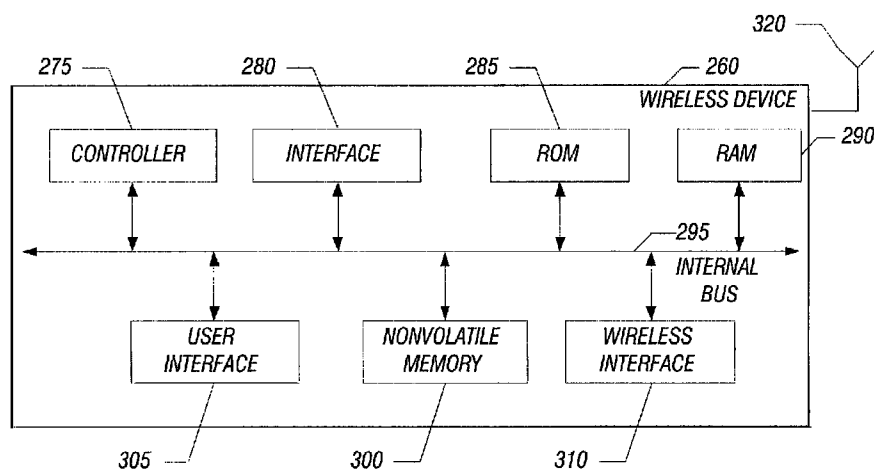 320
275
280
285
260
WIRELESS DEVICE
CONTROLLER
INTERFACE
ROM
RAM
290
295
INTERNAL
BUS
USER
INTERFACE
NONVOLATILE
MEMORY
WIRELESS
INTERFACE
305
300
310